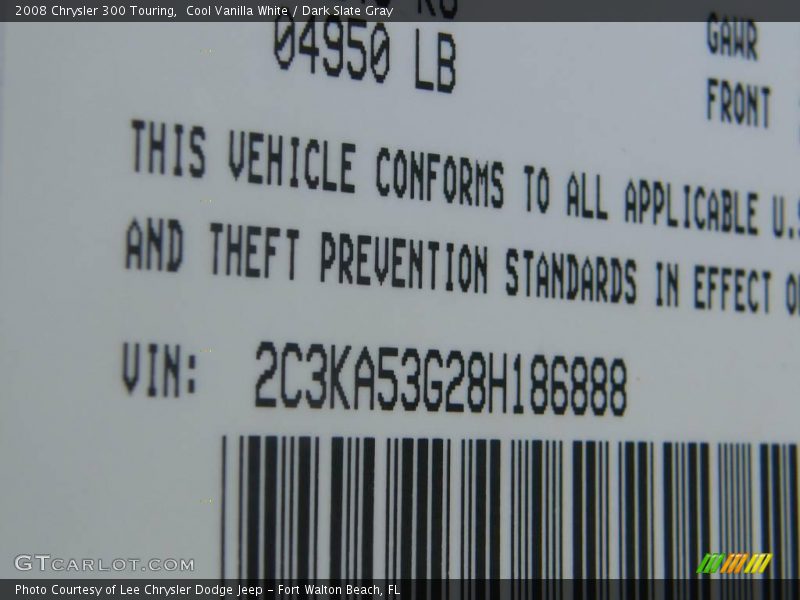 2008 Chrysler 300 Touring, Cool Vanilla White / Dark Slate Gray
04950 LB
GAWR
FRONT
THIS VEHICLE CONFORMS TO ALL APPLICABLE U.S
AND THEFT PREVENTION STANDARDS IN EFFECT O
VIN: 2C3KA53G28H186888
GTCARLOT.COM
Photo Courtesy of Lee Chrysler Dodge Jeep - Fort Walton Beach, FL